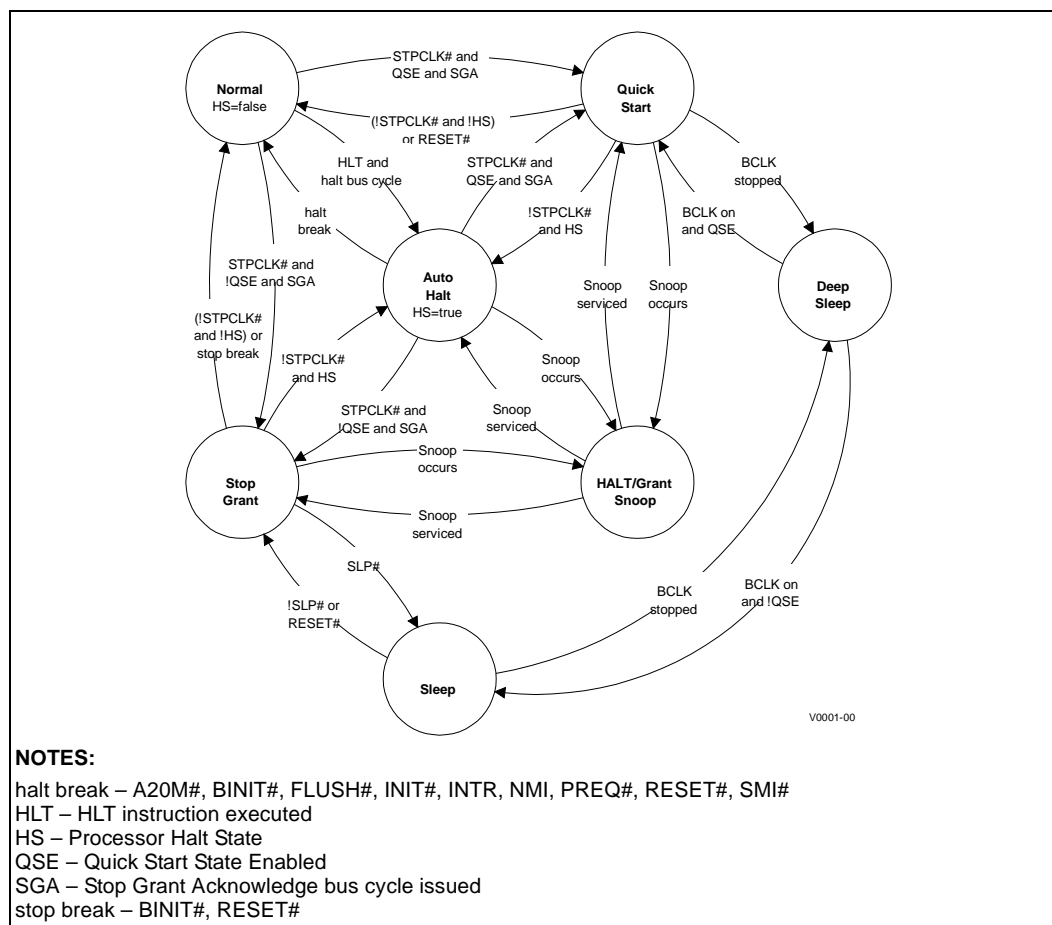 STPCLK# and
QSE and SGA
Normal
HS=false
Quick
Start
(!STPCLK# and !HS)
or RESET#
HLT and
halt bus cycle
STPCLK# and
QSE and SGA
BCLK
stopped
halt
break
!STPCLK#
and HS
BCLK on
and QSE
STPCLK# and
!QSE and SGA
Auto
Halt
HS=true
Snoop
serviced
Snoop
occurs
Deep
Sleep
(!STPCLK#
and !HS) or
stop break
!STPCLK#
and HS
Snoop
occurs
STPCLK# and
!QSE and SGA
Snoop
serviced
Snoop
occurs
Stop
Grant
HALT/Grant
Snoop
Snoop
serviced
SLP#
BCLK
stopped
BCLK on
and !QSE
!SLP# or
RESET#
Sleep
V0001-00
NOTES:
halt break – A20M#, BINIT#, FLUSH#, INIT#, INTR, NMI, PREQ#, RESET#, SMI#
HLT – HLT instruction executed
HS – Processor Halt State
QSE – Quick Start State Enabled
SGA – Stop Grant Acknowledge bus cycle issued
stop break – BINIT#, RESET#